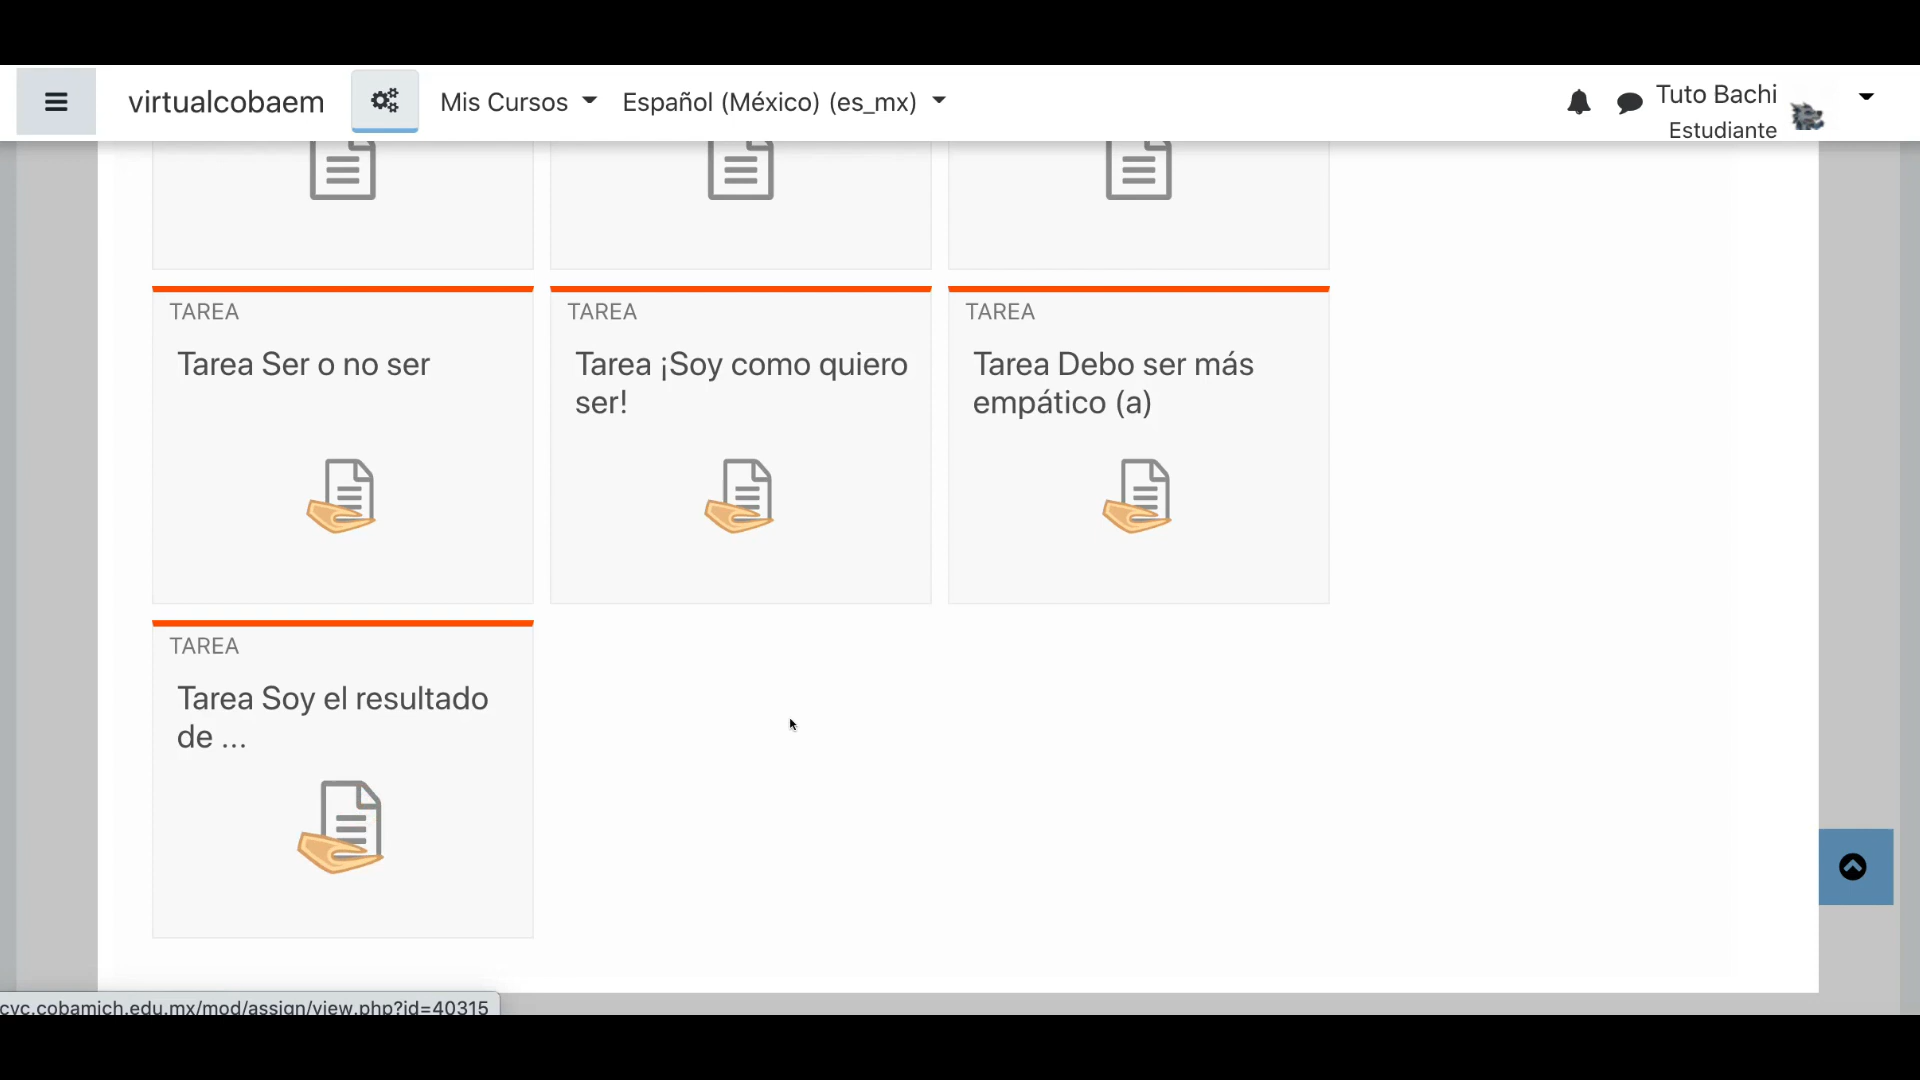 virtualcobaem
Mis Cursos
Español (México) (es_mx)
Tuto Bachi
Estudiante
TAREA
Tarea Ser o no ser
TAREA
Tarea ¡Soy como quiero
ser!
TAREA
Tarea Debo ser más
empático (a)
TAREA
Tarea Soy el resultado
de ...
cvc.cobamich.edu.mx/mod/assign/view.php?id=40315